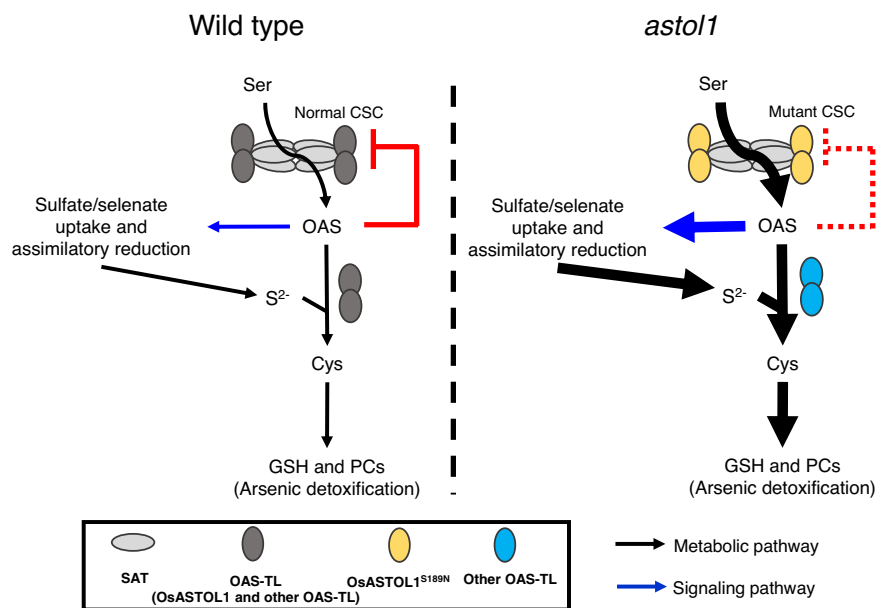 Wild type
Ser
Normal CSC
Sulfate/selenate
uptake and
assimilatory reduction
OAS
S2-
Cys
GSH and PCs
(Arsenic detoxification)
astol1
Ser
Mutant CSC
Sulfate/selenate
uptake and
assimilatory reduction
OAS
S2-
Cys
GSH and PCs
(Arsenic detoxification)
SAT
OAS-TL
(OsASTOL1 and other OAS-TL)
OsASTOL1S189N
Other OAS-TL
Metabolic pathway
Signaling pathway